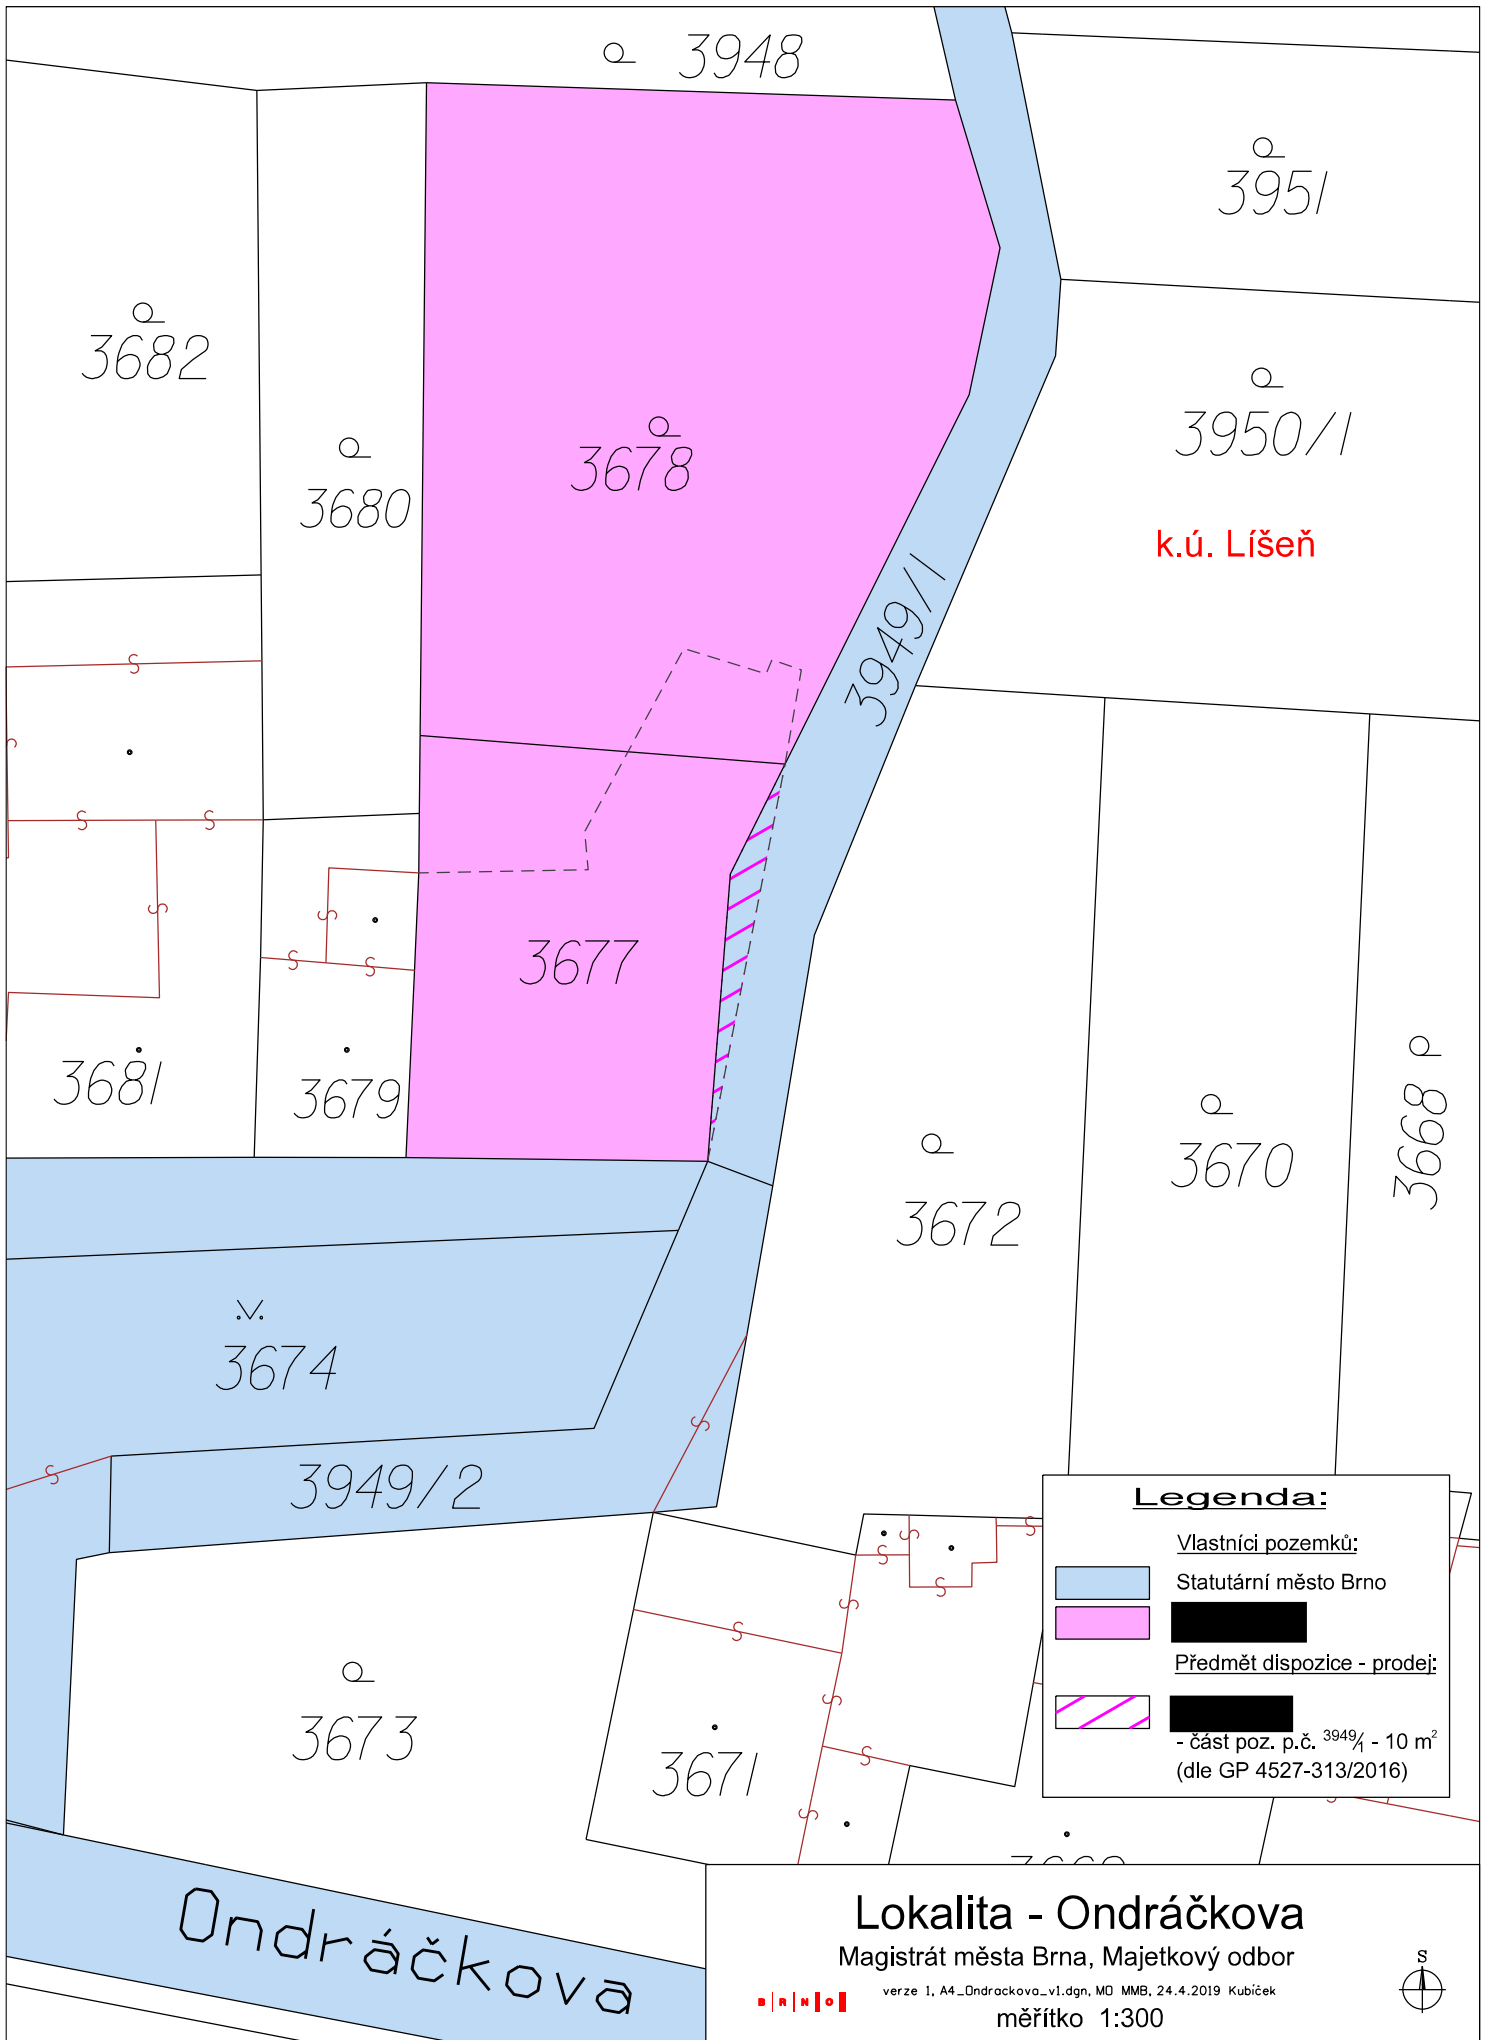 3948
3951
3682
3678
3950/1
3680
k.ú. Líšeň
3949/1
3677
3681
3679
3668
3670
3672
3674
3949/2
Legenda:
Vlastníci pozemků:
Statutární město Brno
Předmět dispozice - prodej:
- část poz. p.č. 3949/1 - 10 m²
(dle GP 4527-313/2016)
3673
3671
Ondráčkova
Lokalita - Ondráčkova
Magistrát města Brna, Majetkový odbor
verze 1, A4_Ondrackova_v1.dgn, MO MMB, 24.4.2019 Kubíček
BRNO
měřítko 1:300
S